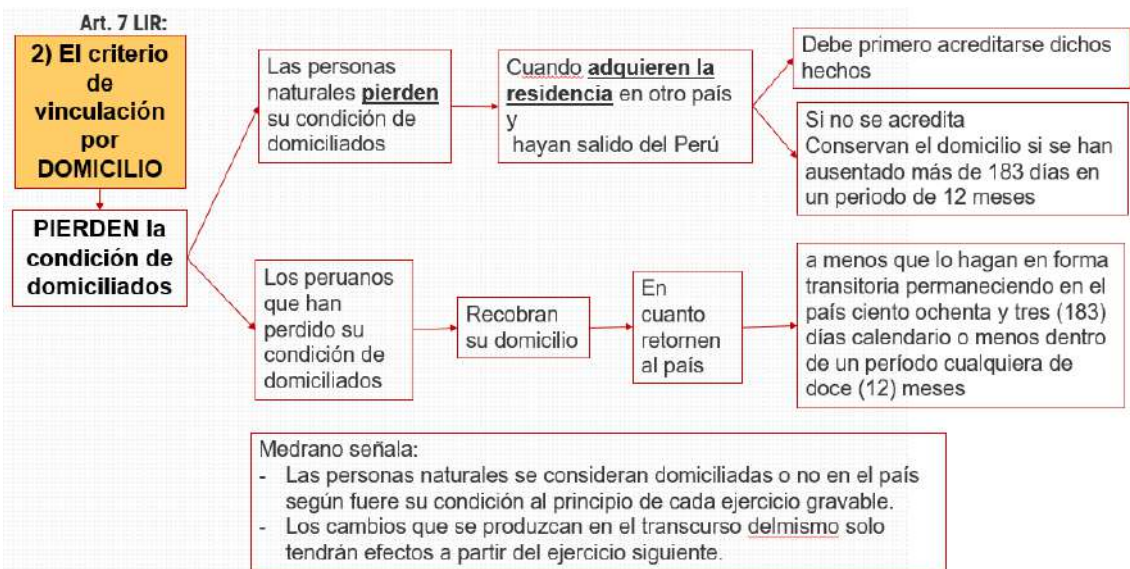 Art. 7 LIR:
2) El criterio
de
vinculación
por
DOMICILIO
PIERDEN la
condición de
domiciliados
Las personas
naturales pierden
su condición de
domiciliados
Cuando adquieren la
residencia en otro país
y
hayan salido del Perú
Debe primero acreditarse dichos
hechos
Si no se acredita
Conservan el domicilio si se han
ausentado más de 183 días en
un periodo de 12 meses
Los peruanos
que han
perdido su
condición de
domiciliados
Recobran
su domicilio
En
cuanto
retornen
al país
a menos que lo hagan en forma
transitoria permaneciendo en el
país ciento ochenta y tres (183)
días calendario o menos dentro
de un período cualquiera de
doce (12) meses
Medrano señala:
- Las personas naturales se consideran domiciliadas o no en el país
según fuere su condición al principio de cada ejercicio gravable.
- Los cambios que se produzcan en el transcurso delmismo solo
tendrán efectos a partir del ejercicio siguiente.